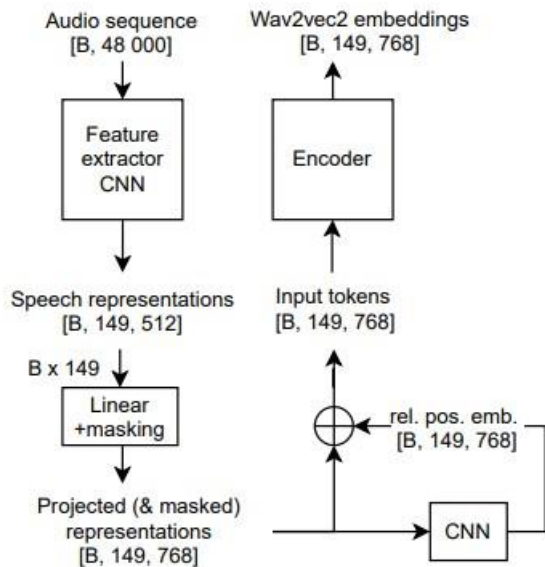 Audio sequence
[B, 48 000]
Feature
extractor
CNN
Speech representations
[B, 149, 512]
B x 149
Linear
+masking
Projected (& masked)
representations
[B, 149, 768]
Wav2vec2 embeddings
[B, 149, 768]
Encoder
Input tokens
[B, 149, 768]
rel. pos. emb.
[B, 149, 768]
CNN